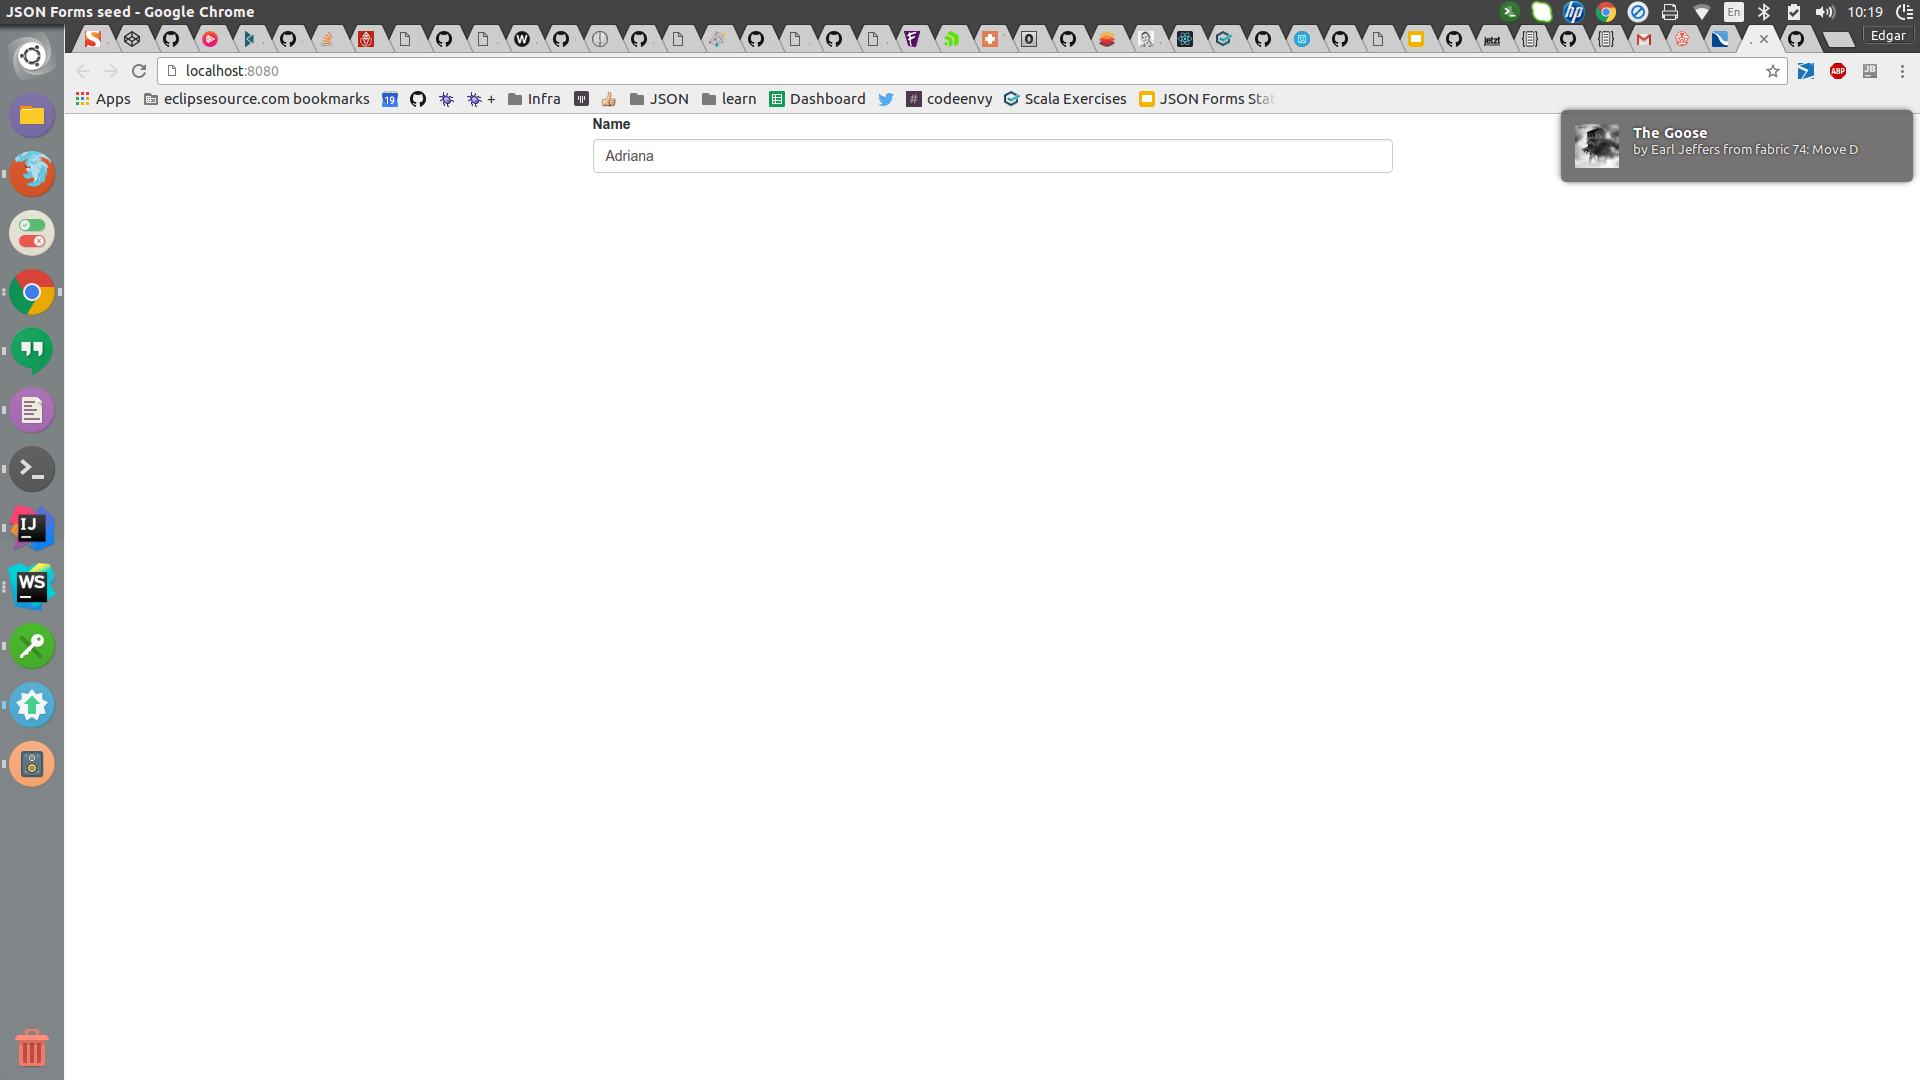 JSON Forms seed - Google Chrome
En
10:19
Edgar
jetzt
localhost:8080
ABP
JB
Apps
eclipsesource.com bookmarks
19
+
Infra
JSON
learn
Dashboard
#
codeenvy
Scala Exercises
JSON Forms Stat
Name
Adriana
The Goose
by Earl Jeffers from fabric 74: Move D
IJ
WS